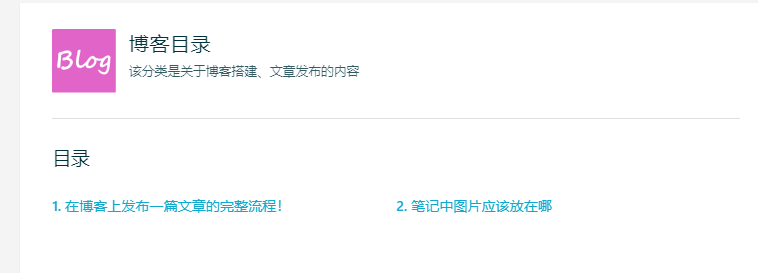 Blog
博客目录
该分类是关于博客搭建、文章发布的内容
目录
1. 在博客上发布一篇文章的完整流程！
2. 笔记中图片应该放在哪